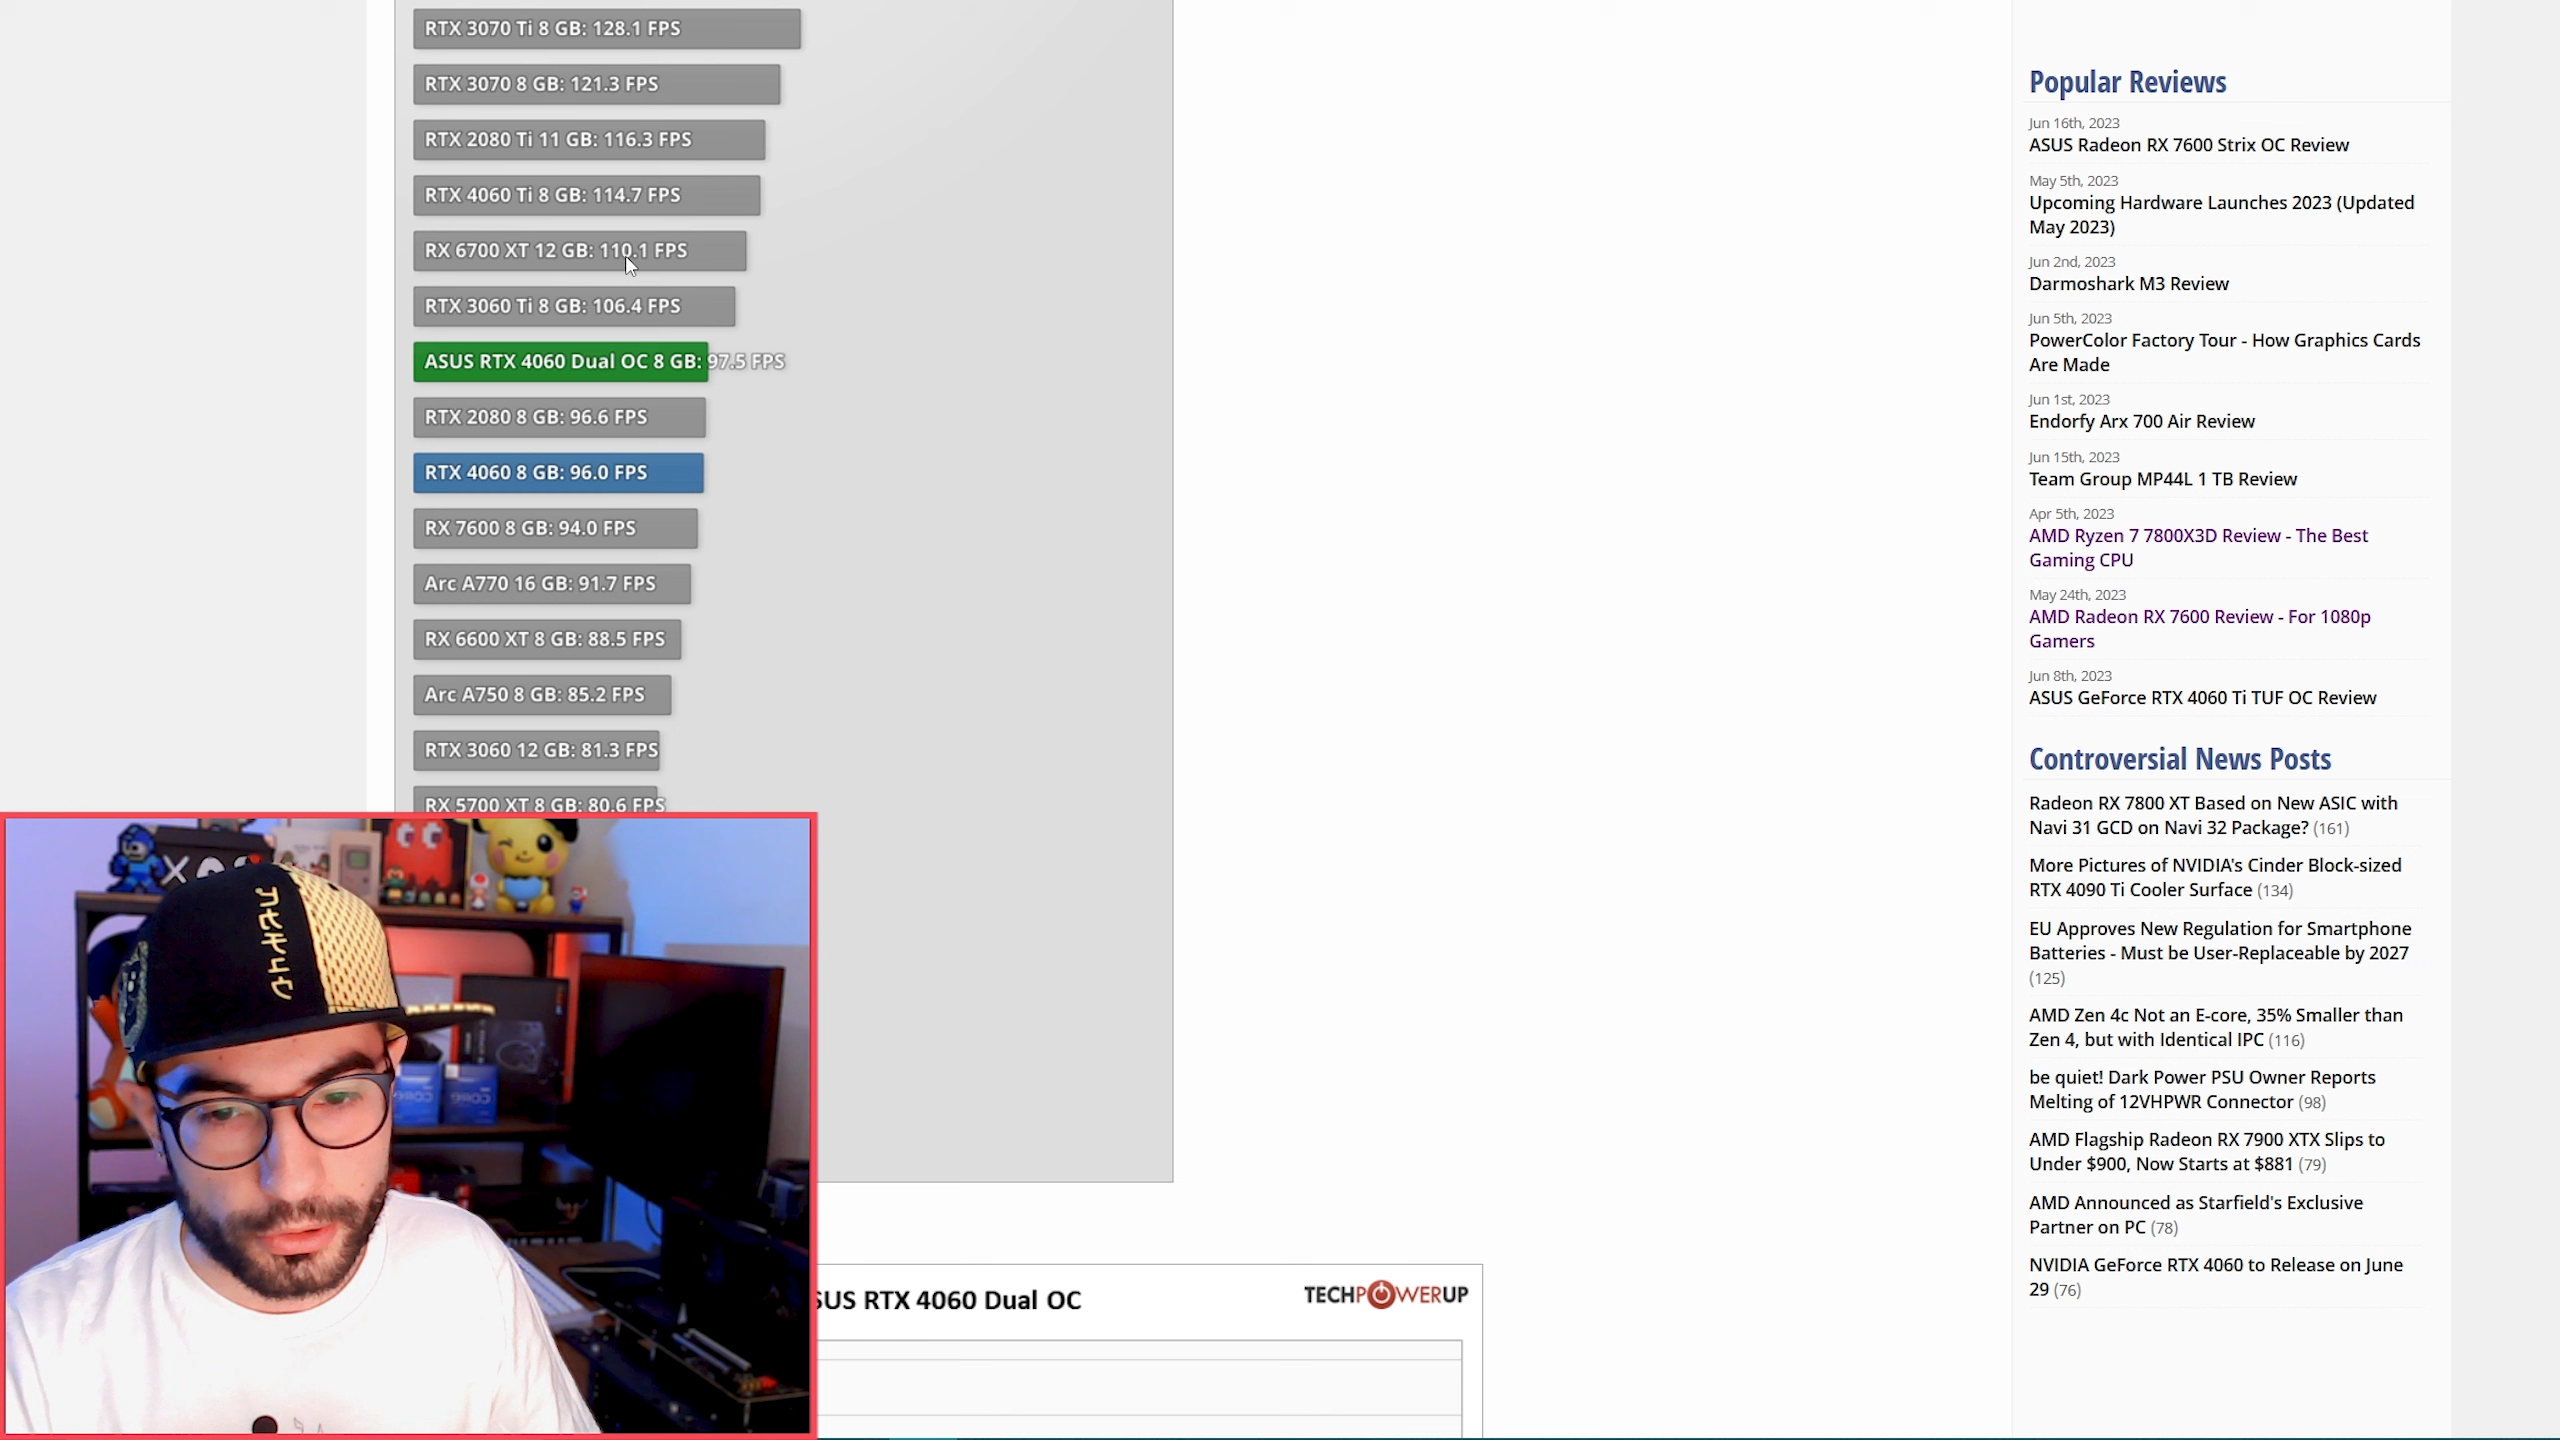 RTX 3070 Ti 8 GB: 128.1 FPS
RTX 3070 8 GB: 121.3 FPS
RTX 2080 Ti 11 GB: 116.3 FPS
RTX 4060 Ti 8 GB: 114.7 FPS
RX 6700 XT 12 GB: 110.1 FPS
RTX 3060 Ti 8 GB: 106.4 FPS
ASUS RTX 4060 Dual OC 8 GB: 97.5 FPS
RTX 2080 8 GB: 96.6 FPS
RTX 4060 8 GB: 96.0 FPS
RX 7600 8 GB: 94.0 FPS
Arc A770 16 GB: 91.7 FPS
RX 6600 XT 8 GB: 88.5 FPS
Arc A750 8 GB: 85.2 FPS
RTX 3060 12 GB: 81.3 FPS
RX 5700 XT 8 GB: 80.6 FPS
SUS RTX 4060 Dual OC
TECHPOWERUP
Popular Reviews
Jun 16th, 2023
ASUS Radeon RX 7600 Strix OC Review
May 5th, 2023
Upcoming Hardware Launches 2023 (Updated
May 2023)
Jun 2nd, 2023
Darmoshark M3 Review
Jun 5th, 2023
PowerColor Factory Tour - How Graphics Cards
Are Made
Jun 1st, 2023
Endorfy Arx 700 Air Review
Jun 15th, 2023
Team Group MP44L 1 TB Review
Apr 5th, 2023
AMD Ryzen 7 7800X3D Review - The Best
Gaming CPU
May 24th, 2023
AMD Radeon RX 7600 Review - For 1080p
Gamers
Jun 8th, 2023
ASUS GeForce RTX 4060 Ti TUF OC Review
Controversial News Posts
Radeon RX 7800 XT Based on New ASIC with
Navi 31 GCD on Navi 32 Package? (161)
More Pictures of NVIDIA's Cinder Block-sized
RTX 4090 Ti Cooler Surface (134)
EU Approves New Regulation for Smartphone
Batteries - Must be User-Replaceable by 2027
(125)
AMD Zen 4c Not an E-core, 35% Smaller than
Zen 4, but with Identical IPC (116)
be quiet! Dark Power PSU Owner Reports
Melting of 12VHPWR Connector (98)
AMD Flagship Radeon RX 7900 XTX Slips to
Under $900, Now Starts at $881 (79)
AMD Announced as Starfield's Exclusive
Partner on PC (78)
NVIDIA GeForce RTX 4060 to Release on June
29 (76)